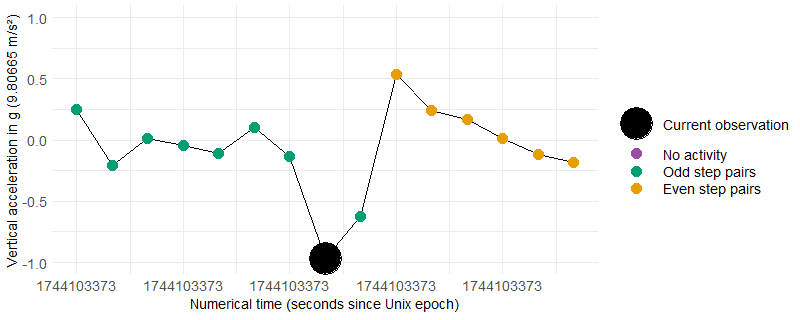 Vertical acceleration in g (9.80665 m/s²)
1.0
0.5
0.0
-0.5
-1.0
1744103373 1744103373 1744103373 1744103373 1744103373
Numerical time (seconds since Unix epoch)
Current observation
No activity
Odd step pairs
Even step pairs